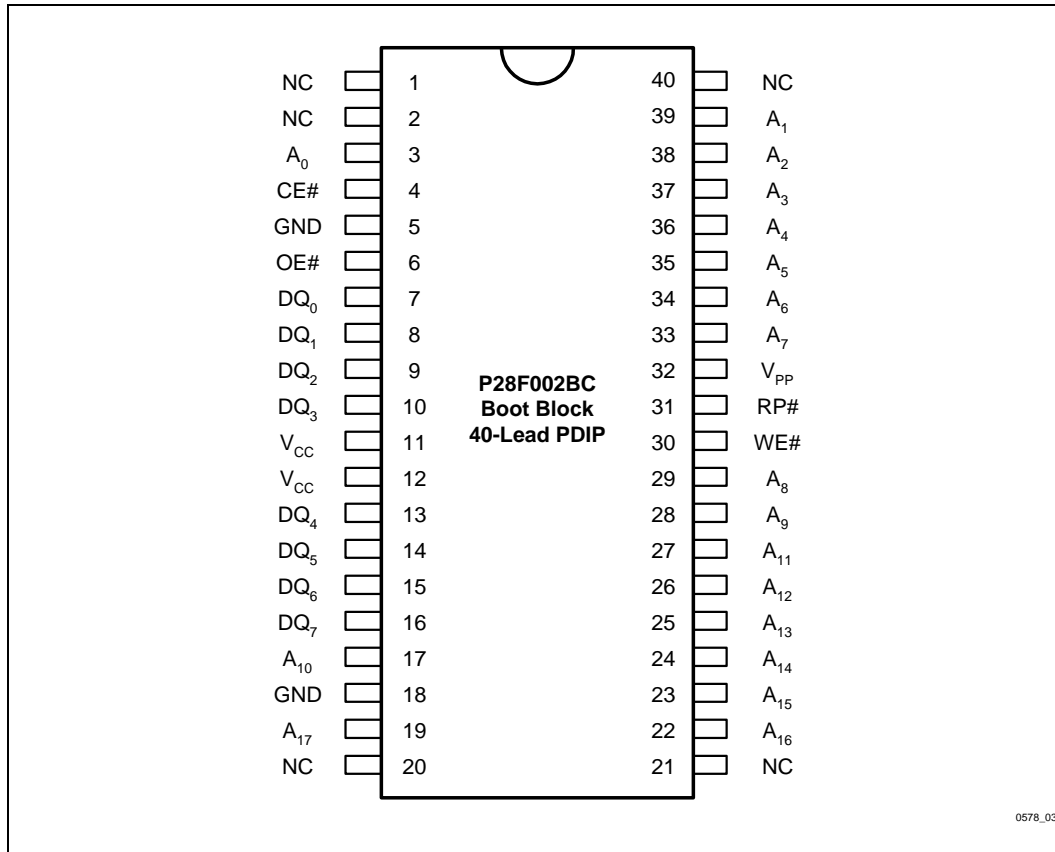 NC 1 40 NC
NC 2 39 A₁
A₀ 3 38 A₂
CE# 4 37 A₃
GND 5 36 A₄
OE# 6 35 A₅
DQ₀ 7 34 A₆
DQ₁ 8 33 A₇
DQ₂ 9 32 V_PP
P28F002BC
DQ₃ 10 Boot Block 31 RP#
40-Lead PDIP
V_CC 11 30 WE#
V_CC 12 29 A₈
DQ₄ 13 28 A₉
DQ₅ 14 27 A₁₁
DQ₆ 15 26 A₁₂
DQ₇ 16 25 A₁₃
A₁₀ 17 24 A₁₄
GND 18 23 A₁₅
A₁₇ 19 22 A₁₆
NC 20 21 NC
0578_03